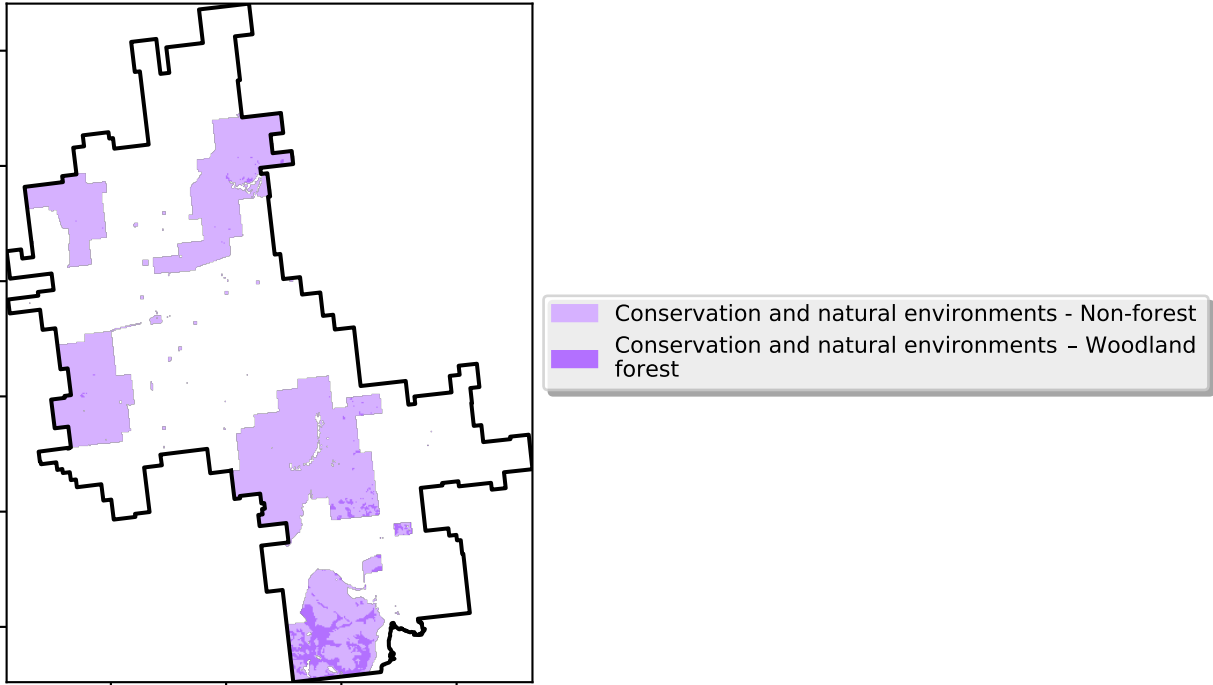 Conservation and natural environments - Non-forest
Conservation and natural environments – Woodland
forest